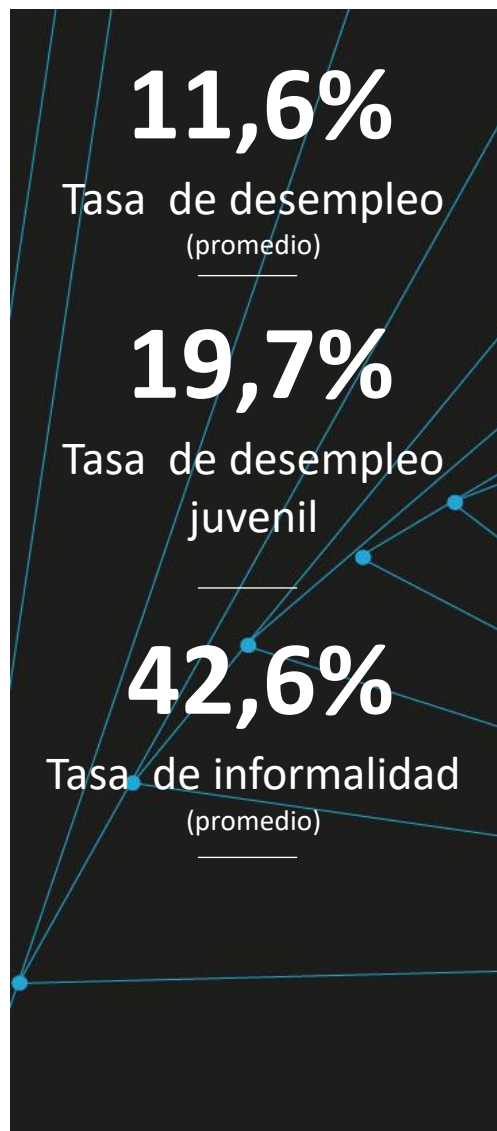 11,6%
Tasa de desempleo
(promedio)
19,7%
Tasa de desempleo
juvenil
42,6%
Tasa de informalidad
(promedio)